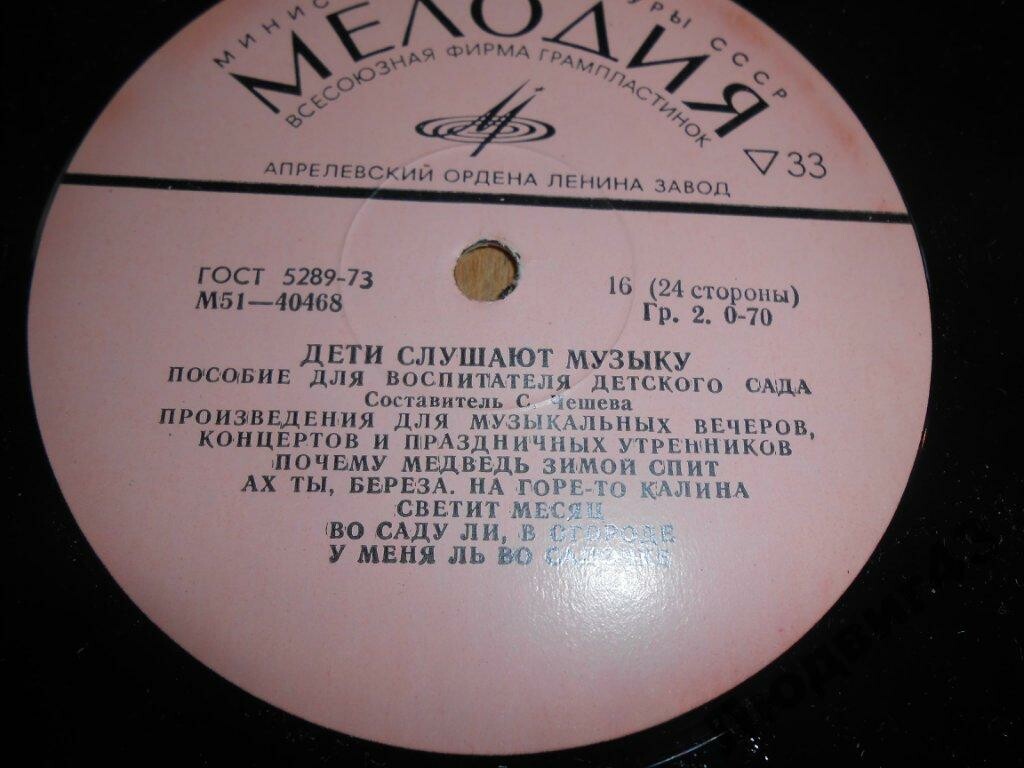 МИНИС УРЫ СССР
МЕЛОДИЯ
ВСЕСОЮЗНАЯ ФИРМА ГРАМПЛАСТИНОК
▽33
АПРЕЛЕВСКИЙ ОРДЕНА ЛЕНИНА ЗАВОД
ГОСТ 5289-73
М51—40468
16 (24 стороны)
Гр. 2. 0-70
ДЕТИ СЛУШАЮТ МУЗЫКУ
ПОСОБИЕ ДЛЯ ВОСПИТАТЕЛЯ ДЕТСКОГО САДА
Составитель С. Чешева
ПРОИЗВЕДЕНИЯ ДЛЯ МУЗЫКАЛЬНЫХ ВЕЧЕРОВ,
КОНЦЕРТОВ И ПРАЗДНИЧНЫХ УТРЕННИКОВ
ПОЧЕМУ МЕДВЕДЬ ЗИМОЙ СПИТ
АХ ТЫ, БЕРЕЗА. НА ГОРЕ-ТО КАЛИНА
СВЕТИТ МЕСЯЦ
ВО САДУ ЛИ, В ОГОРОДЕ
У МЕНЯ ЛЬ ВО